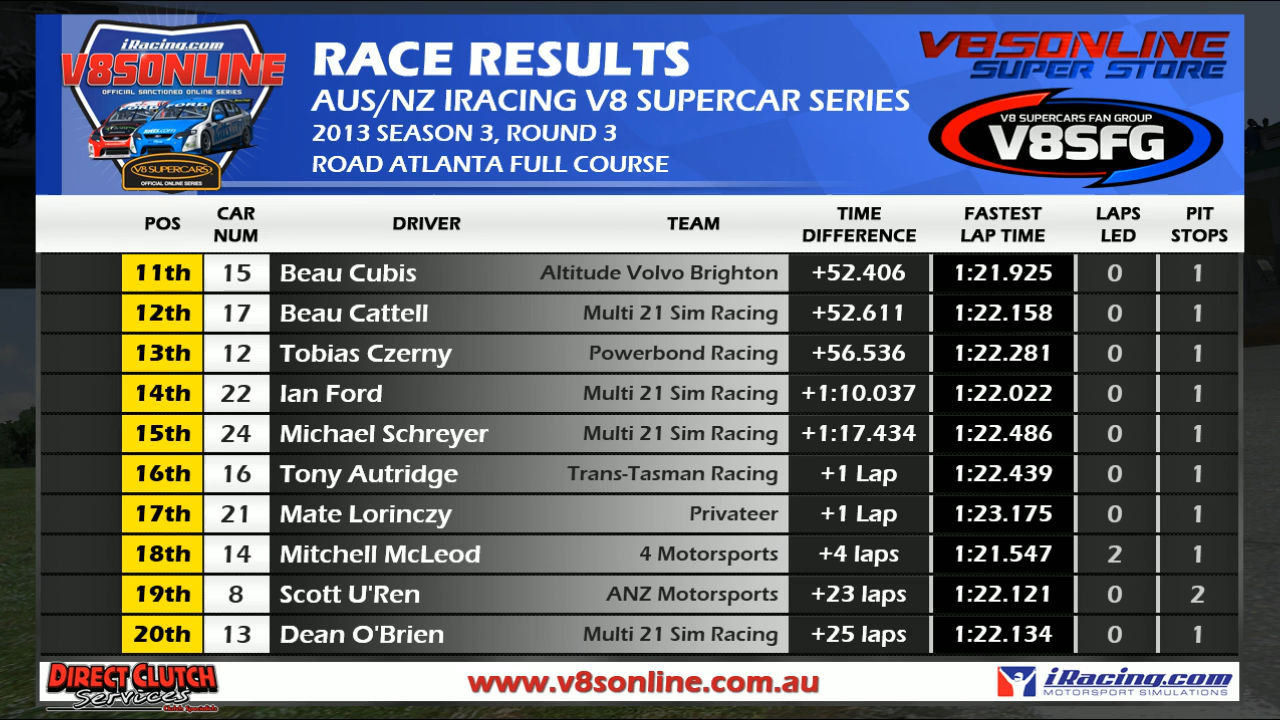 iRacing.com
V8SONLINE
OFFICIAL SANCTIONED ONLINE SERIES
V8 SUPERCARS
OFFICIAL ONLINE SERIES
RACE RESULTS
AUS/NZ IRACING V8 SUPERCAR SERIES
2013 SEASON 3, ROUND 3
ROAD ATLANTA FULL COURSE
V8SONLINE
SUPER STORE
V8 SUPERCARS FAN GROUP
V8SFG
POS CAR NUM DRIVER TEAM TIME DIFFERENCE FASTEST LAP TIME LAPS LED PIT STOPS
11th 15 Beau Cubis Altitude Volvo Brighton +52.406 1:21.925 0 1
12th 17 Beau Cattell Multi 21 Sim Racing +52.611 1:22.158 0 1
13th 12 Tobias Czerny Powerbond Racing +56.536 1:22.281 0 1
14th 22 Ian Ford Multi 21 Sim Racing +1:10.037 1:22.022 0 1
15th 24 Michael Schreyer Multi 21 Sim Racing +1:17.434 1:22.486 0 1
16th 16 Tony Autridge Trans-Tasman Racing +1 Lap 1:22.439 0 1
17th 21 Mate Lorinczy Privateer +1 Lap 1:23.175 0 1
18th 14 Mitchell McLeod 4 Motorsports +4 laps 1:21.547 2 1
19th 8 Scott U'Ren ANZ Motorsports +23 laps 1:22.121 0 2
20th 13 Dean O'Brien Multi 21 Sim Racing +25 laps 1:22.134 0 1
DIRECT CLUTCH
Services
Clutch Specialists
www.v8sonline.com.au
iRacing.com
MOTORSPORT SIMULATIONS